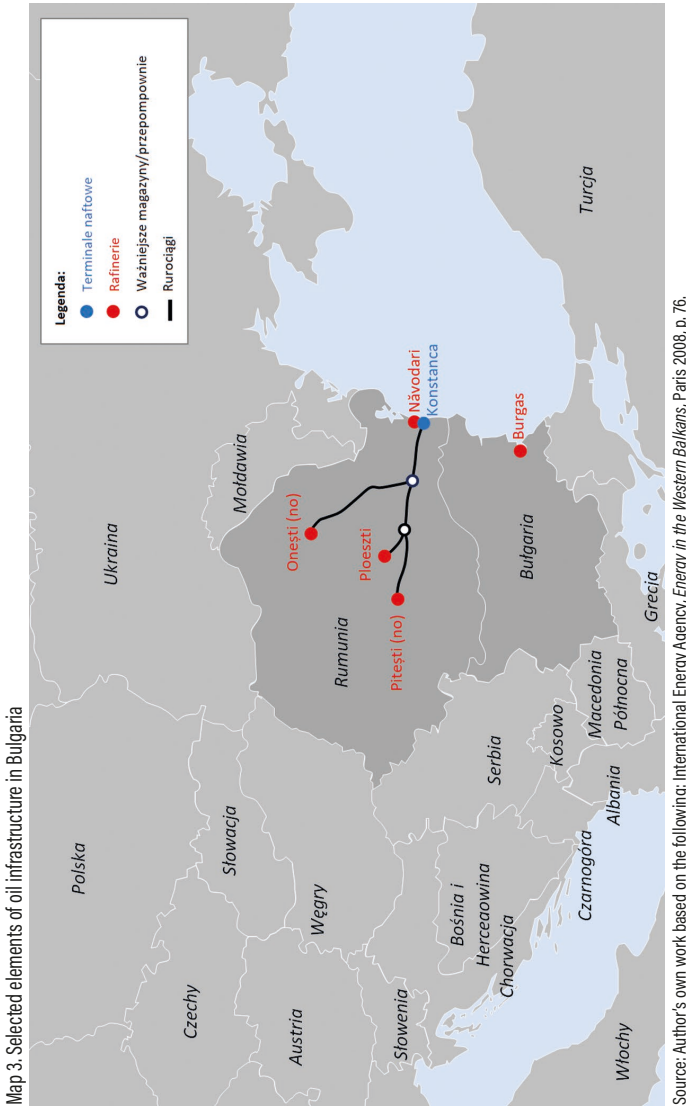 Map 3. Selected elements of oil infrastructure in Bulgaria
Legenda:
Terminale naftowe
Rafinerie
Ważniejsze magazyny/przepompownie
Rurociągi
Polska
Ukraina
Czechy
Słowacja
Mołdawia
Austria
Węgry
Onești (no)
Rumunia
Ploeszti
Pitești (no)
Năvodari
Konstanca
Słowenia
Bośnia i
Herceaowina
Chorwacja
Serbia
Bułgaria
Burgas
Turcja
Kosowo
Czarnogóra
Macedonia
Północna
Albania
Grecja
Włochy
Source: Author's own work based on the following: International Energy Agency, Energy in the Western Balkans, Paris 2008, p. 76.